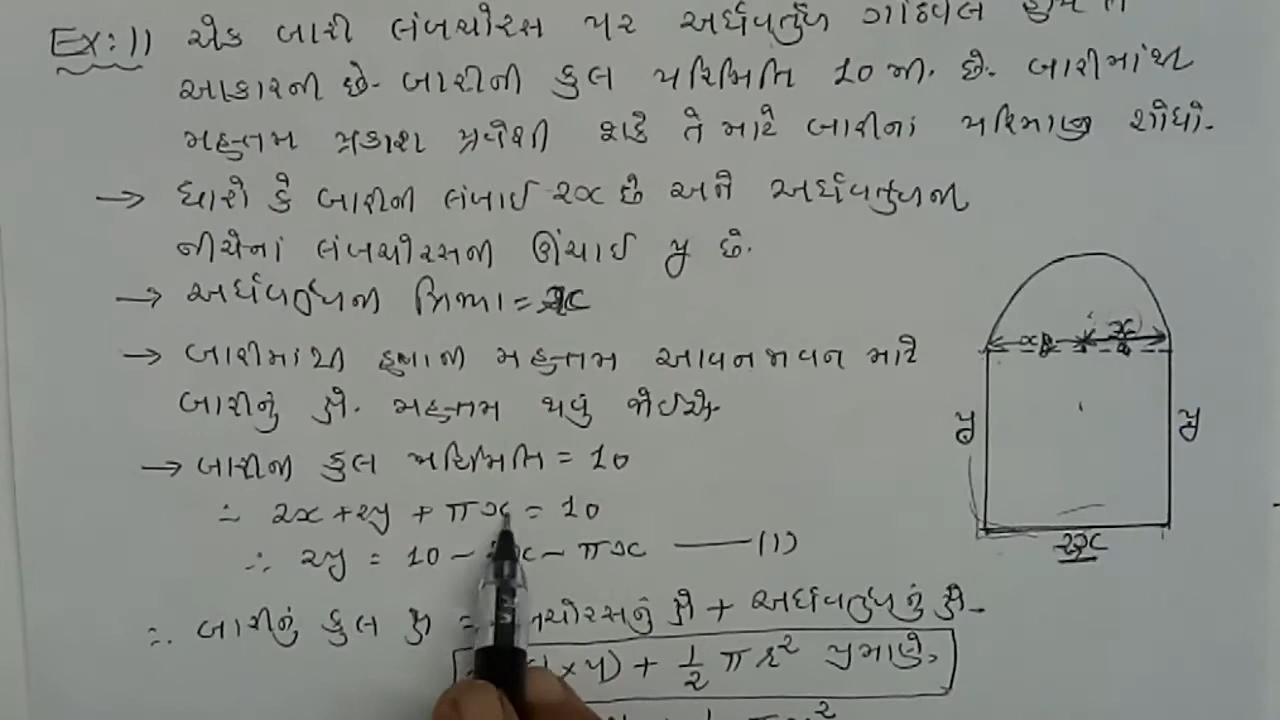 Ex:11 એક બારી લંબચોરસ પર અર્ધવર્તુળ ગોઠવેલ
આકારની છે. બારીની કુલ પરિમિતિ 10 મી. છે. બારીમાંથી
મહત્તમ પ્રકાશ પ્રવેશી શકે તે માટે બારીનાં પરિમાણ શોધો.
→ ધારો કે બારીની લંબાઈ 2x છે અને અર્ધવર્તુળની
નીચેનાં લંબચોરસની ઊંચાઈ y છે.
→ અર્ધવર્તુળની ત્રિજ્યા = x
→ બારીમાંથી હવાની મહત્તમ આવનજાવન માટે
બારીનું ક્ષે. મહત્તમ થવું જોઈએ.
→ બારીની કુલ પરિમિતિ = 10
∴ 2x + 2y + πx = 10
∴ 2y = 10 - x - πx —— (1)
∴ બારીનું કુલ ક્ષે = ચોરસનું ક્ષે + અર્ધવર્તુળનું ક્ષે.
× y) + 1/2 πr² પ્રમાણે.
x x
y y
2x